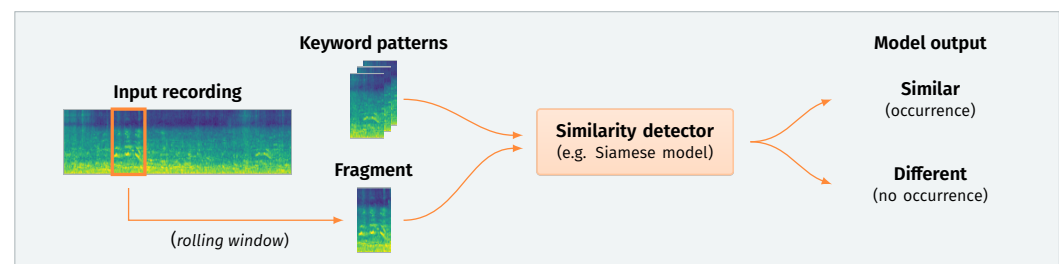 Keyword patterns
Model output
Input recording
Similar
(occurrence)
Similarity detector
(e.g. Siamese model)
Fragment
Different
(no occurrence)
(rolling window)